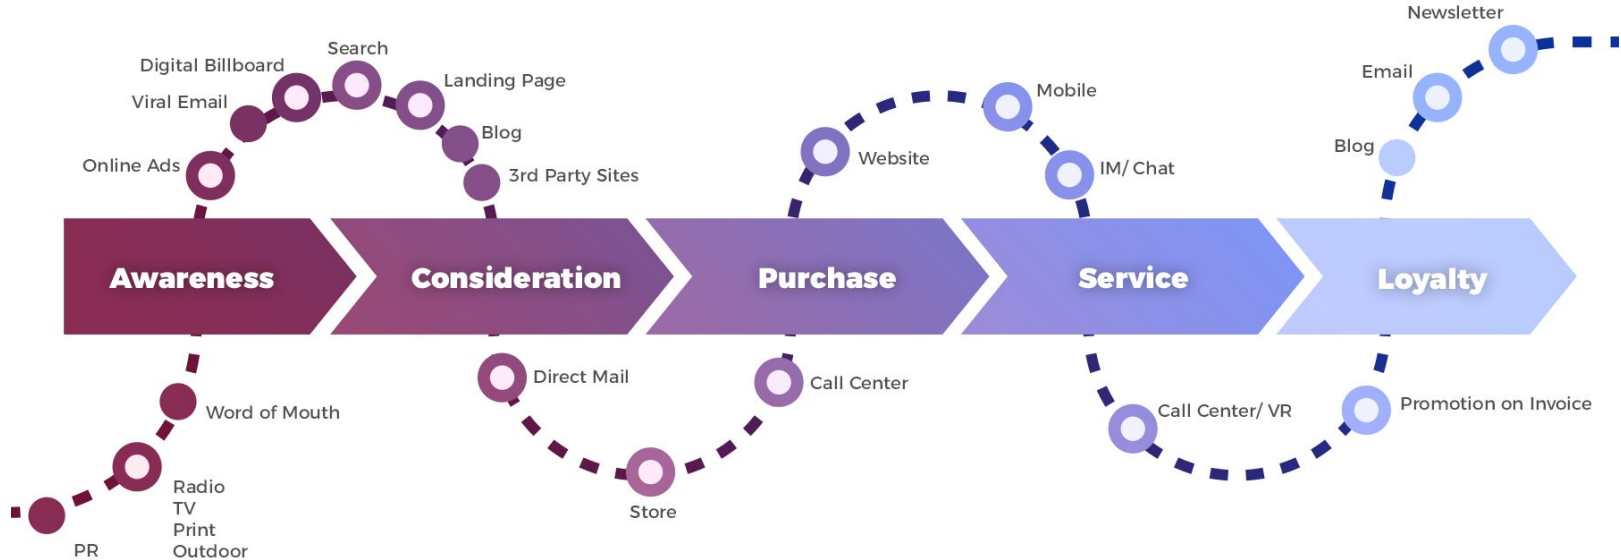 Newsletter
Search
Digital Billboard
Email
Landing Page
Mobile
Viral Email
Blog
Blog
Website
Online Ads
IM/ Chat
3rd Party Sites
Awareness
Consideration
Purchase
Service
Loyalty
Direct Mail
Call Center
Word of Mouth
Call Center/ VR
Promotion on Invoice
Radio
TV
Print
Outdoor
Store
PR